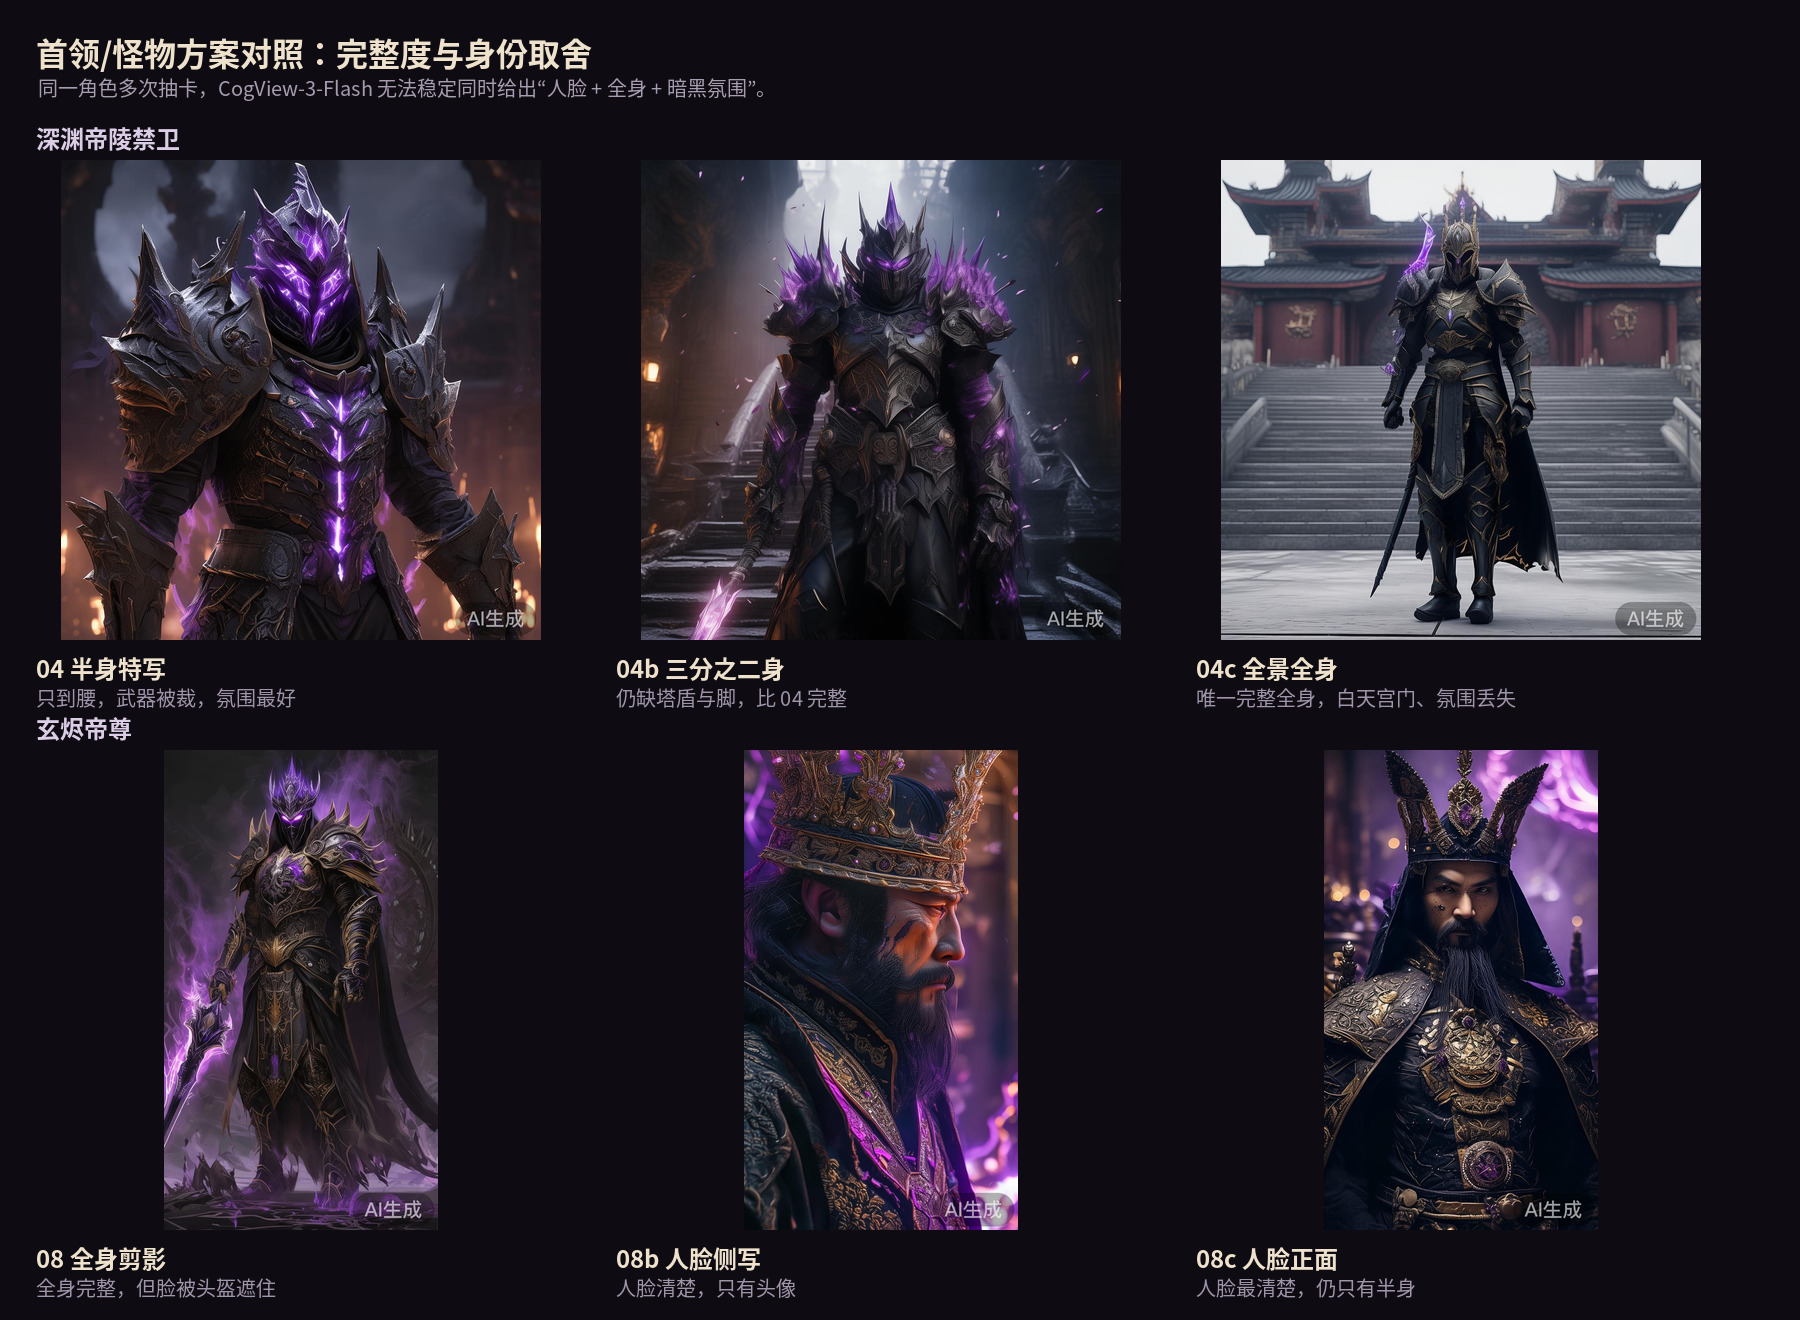 首领/怪物方案对照：完整度与身份取舍
同一角色多次抽卡，CogView-3-Flash 无法稳定同时给出“人脸 + 全身 + 暗黑氛围”。
深渊帝陵禁卫
AI生成
AI生成
AI生成
04 半身特写
04b 三分之二身
04c 全景全身
只到腰，武器被裁，氛围最好
仍缺塔盾与脚，比 04 完整
唯一完整全身，白天宫门、氛围丢失
玄烬帝尊
AI生成
AI生成
AI生成
08 全身剪影
08b 人脸侧写
08c 人脸正面
全身完整，但脸被头盔遮住
人脸清楚，只有头像
人脸最清楚，仍只有半身